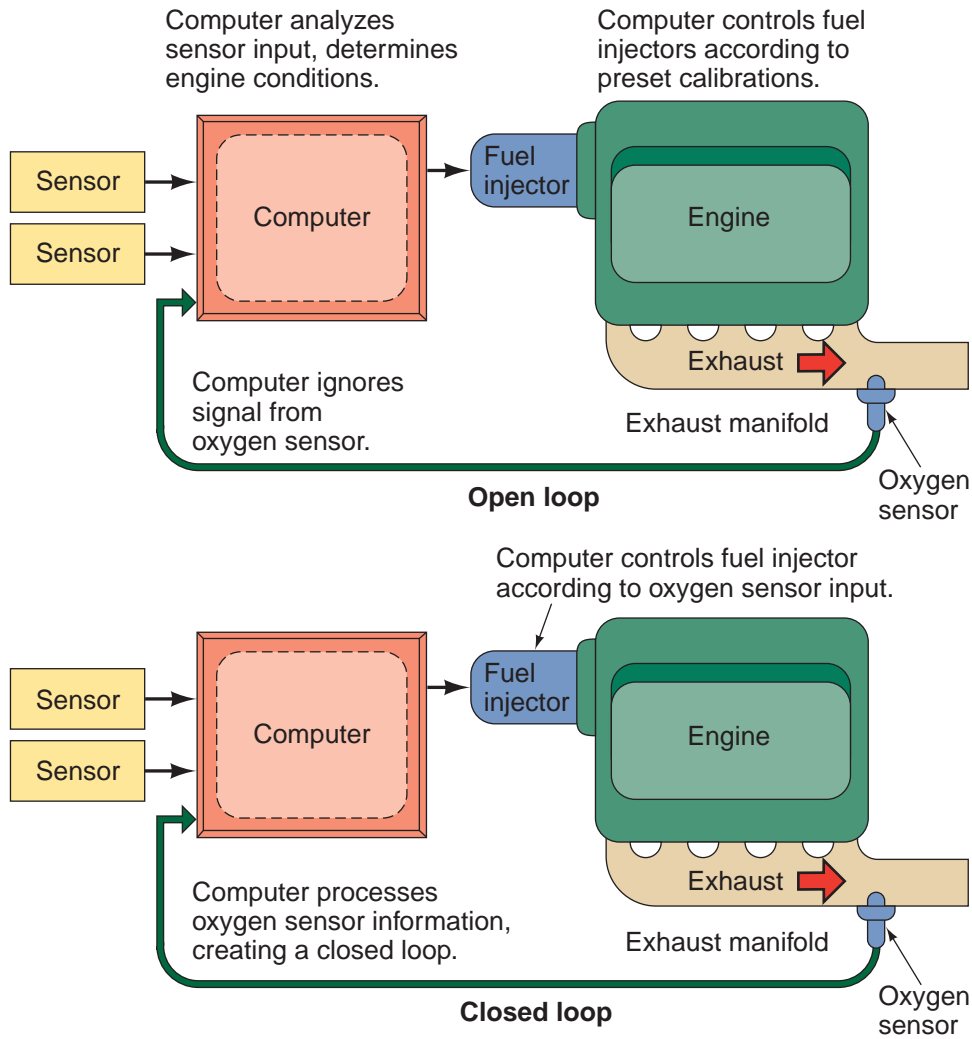 Computer analyzes
sensor input, determines
engine conditions.
Computer controls fuel
injectors according to
preset calibrations.
Sensor
Sensor
Computer
Fuel
injector
Engine
Exhaust
Computer ignores
signal from
oxygen sensor.
Exhaust manifold
Oxygen
sensor
Open loop
Computer controls fuel injector
according to oxygen sensor input.
Sensor
Sensor
Computer
Fuel
injector
Engine
Exhaust
Computer processes
oxygen sensor information,
creating a closed loop.
Exhaust manifold
Oxygen
sensor
Closed loop